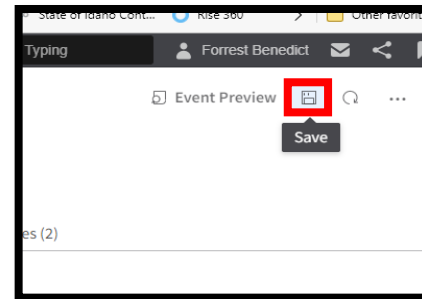 State of Idaho Cont... Rise 360 Other favorit
Typing Forrest Benedict
Event Preview ...
Save
es (2)